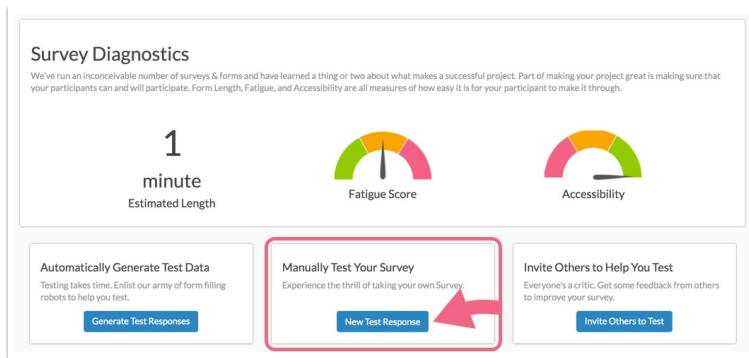 Survey Diagnostics
We've run an inconceivable number of surveys & forms and have learned a thing or two about what makes a successful project. Part of making your project great is making sure that
your participants can and will participate. Form Length, Fatigue, and Accessibility are all measures of how easy it is for your participant to make it through.
1
minute
Estimated Length
Fatigue Score
Accessibility
Automatically Generate Test Data
Testing takes time. Enlist our army of form filling
robots to help you test.
Generate Test Responses
Manually Test Your Survey
Experience the thrill of taking your own Survey.
New Test Response
Invite Others to Help You Test
Everyone's a critic. Get some feedback from others
to improve your survey.
Invite Others to Test